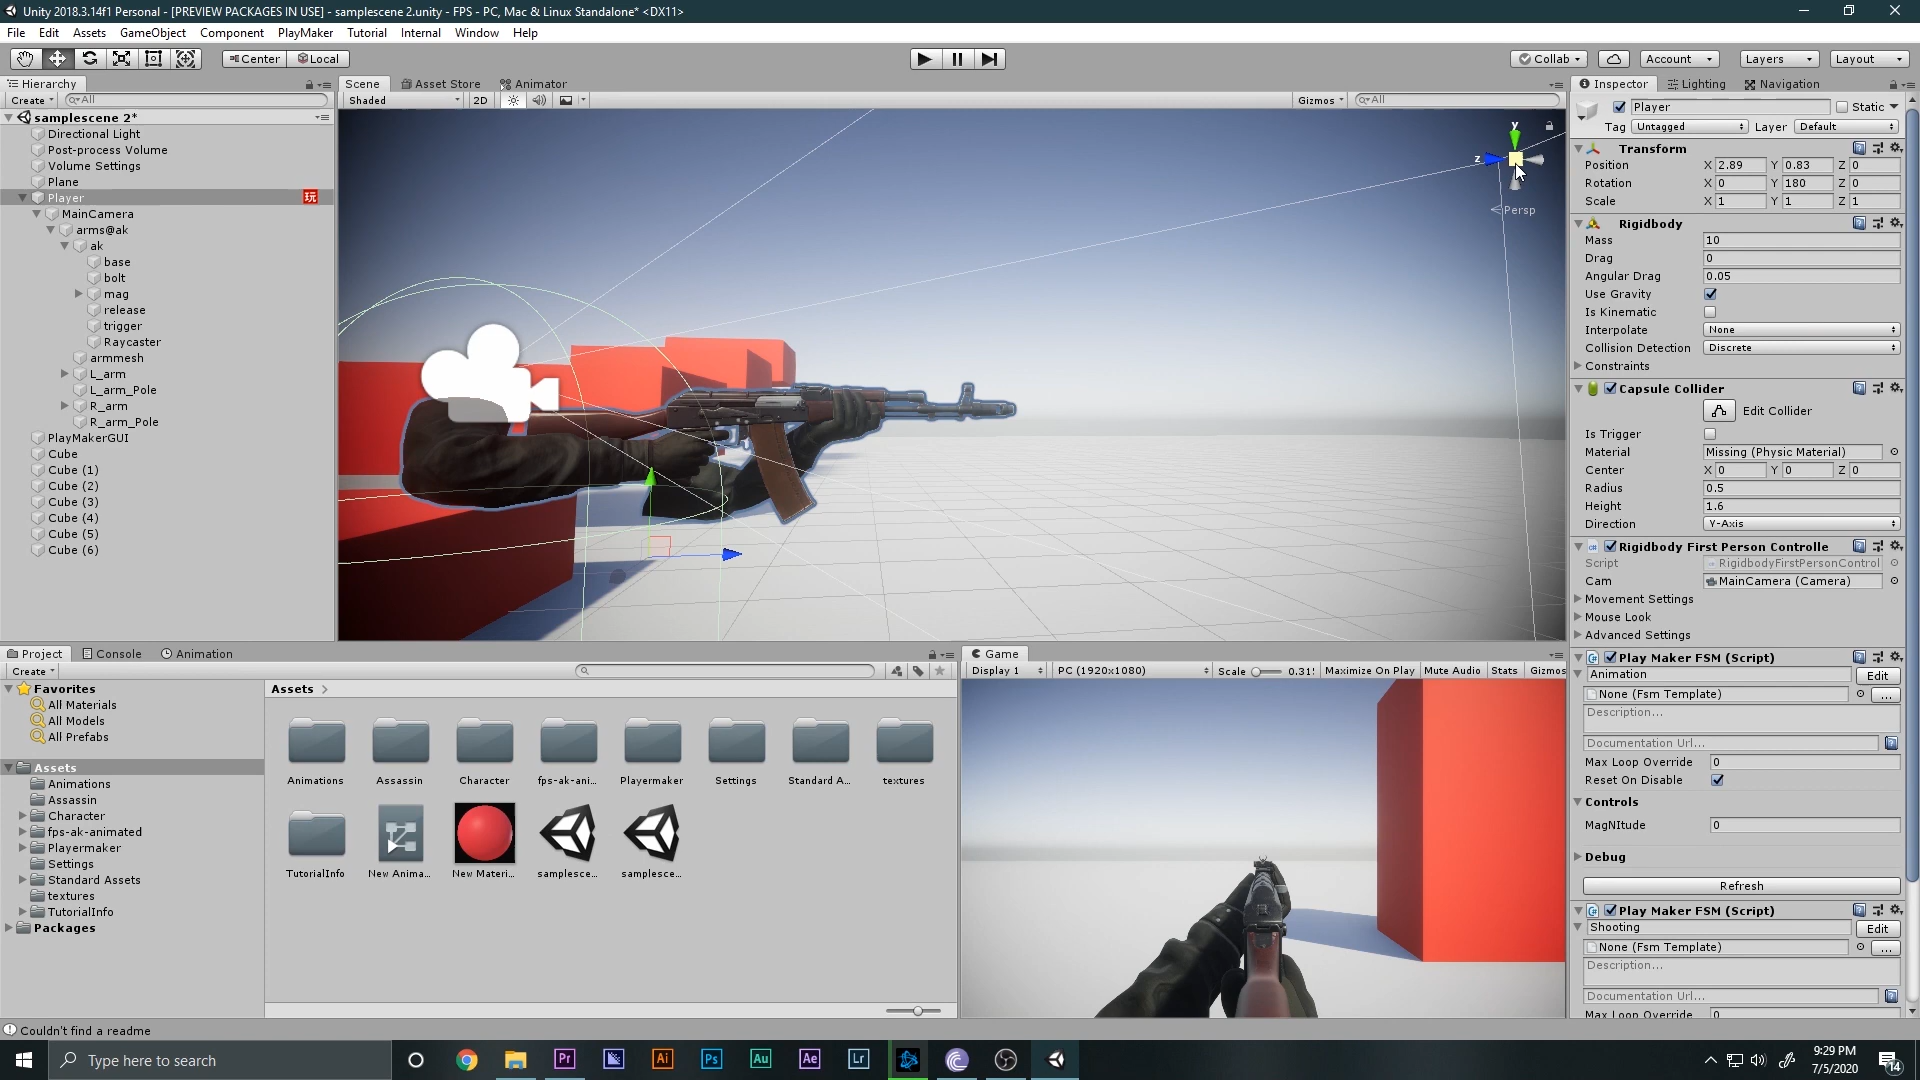 Unity 2018.3.14f1 Personal - [PREVIEW PACKAGES IN USE] - samplescene 2.unity - FPS - PC, Mac & Linux Standalone* <DX11>
File Edit Assets GameObject Component PlayMaker Tutorial Internal Window Help
Center Local Collab Account Layers Layout
Hierarchy
Create All
samplescene 2*
Directional Light
Post-process Volume
Volume Settings
Plane
Player 玩
MainCamera
arms@ak
ak
base
bolt
mag
release
trigger
Raycaster
armmesh
L_arm
L_arm_Pole
R_arm
R_arm_Pole
PlayMakerGUI
Cube
Cube (1)
Cube (2)
Cube (3)
Cube (4)
Cube (5)
Cube (6)
Scene Asset Store Animator
Shaded 2D Gizmos All
y
z
Persp
Inspector Lighting Navigation
Player Static
Tag Untagged Layer Default
Transform
Position X 2.89 Y 0.83 Z 0
Rotation X 0 Y 180 Z 0
Scale X 1 Y 1 Z 1
Rigidbody
Mass 10
Drag 0
Angular Drag 0.05
Use Gravity
Is Kinematic
Interpolate None
Collision Detection Discrete
Constraints
Capsule Collider
Edit Collider
Is Trigger
Material Missing (Physic Material)
Center X 0 Y 0 Z 0
Radius 0.5
Height 1.6
Direction Y-Axis
Rigidbody First Person Controlle
Script RigidbodyFirstPersonControl
Cam MainCamera (Camera)
Movement Settings
Mouse Look
Advanced Settings
Play Maker FSM (Script)
Animation Edit
None (Fsm Template) ...
Description...
Documentation Url...
Max Loop Override 0
Reset On Disable
Controls
MagNItude 0
Debug
Refresh
Play Maker FSM (Script)
Shooting Edit
None (Fsm Template) ...
Description...
Documentation Url...
Max Loop Override 0
Project Console Animation
Create
Favorites
All Materials
All Models
All Prefabs
Assets
Animations
Assassin
Character
fps-ak-animated
Playermaker
Settings
Standard Assets
textures
TutorialInfo
Packages
Assets
Animations Assassin Character fps-ak-ani... Playermaker Settings Standard A... textures
TutorialInfo New Anima... New Materi... samplesce... samplesce...
Game
Display 1 PC (1920x1080) Scale 0.31: Maximize On Play Mute Audio Stats Gizmos
Couldn't find a readme
Type here to search
Pr Ai Ps Au Ae Lr
9:29 PM
7/5/2020
14